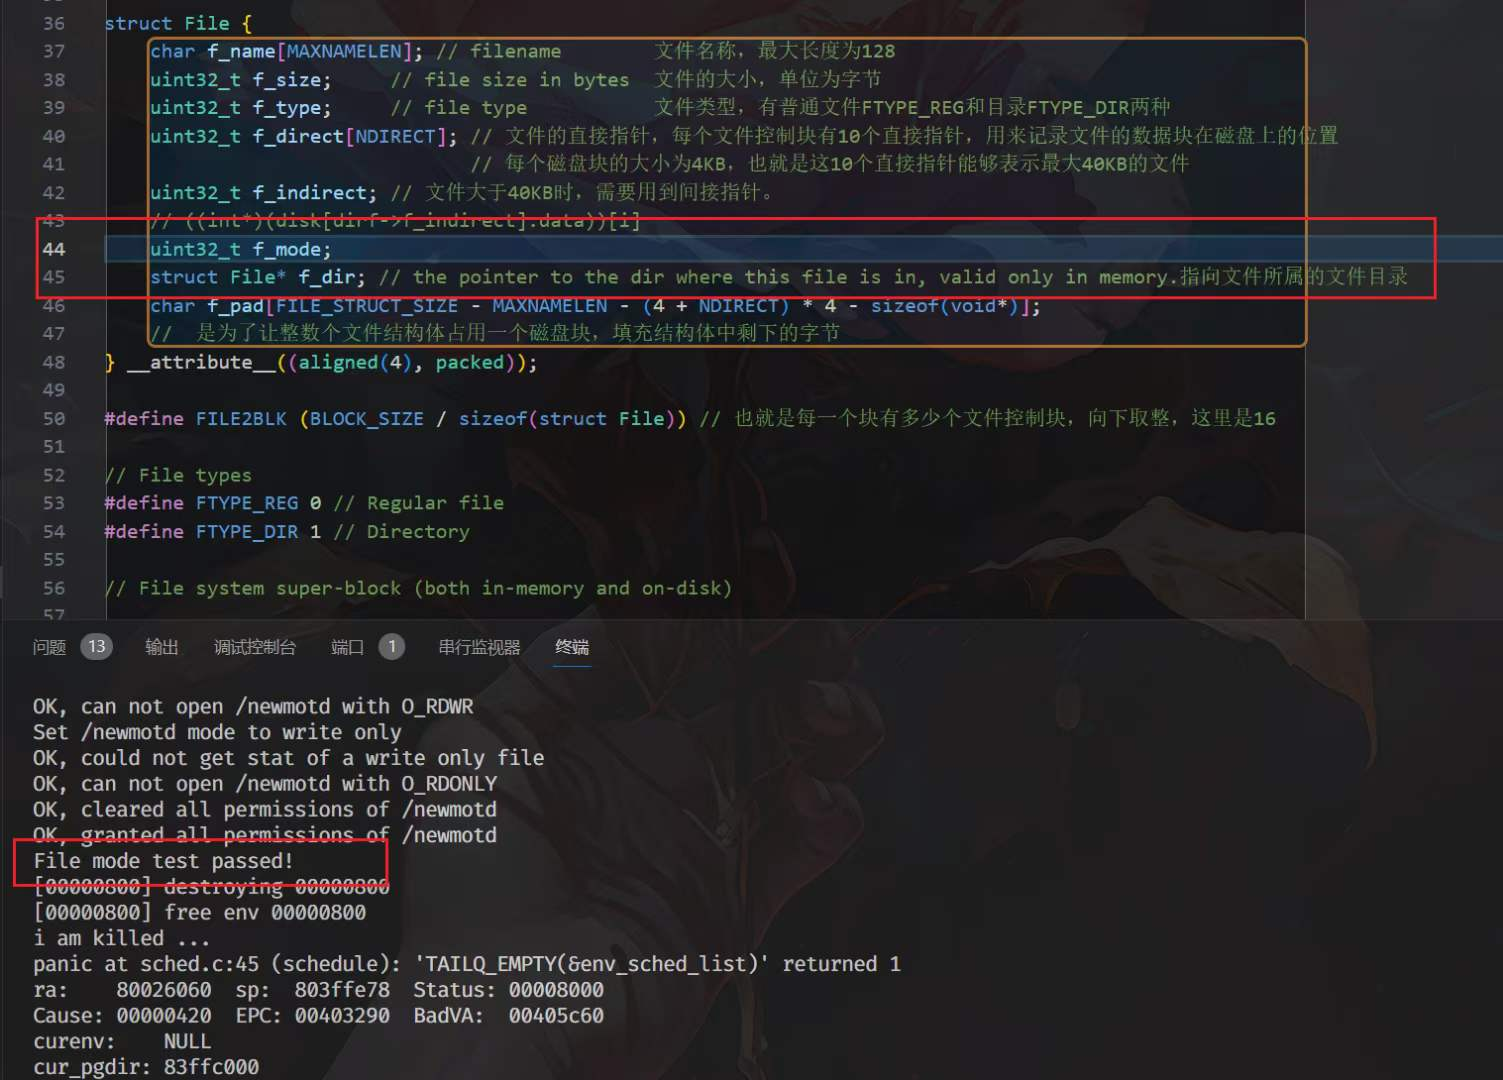 36 struct File {
37 char f_name[MAXNAMELEN]; // filename 文件名称，最大长度为128
38 uint32_t f_size; // file size in bytes 文件的大小，单位为字节
39 uint32_t f_type; // file type 文件类型，有普通文件FTYPE_REG和目录FTYPE_DIR两种
40 uint32_t f_direct[NDIRECT]; // 文件的直接指针，每个文件控制块有10个直接指针，用来记录文件的数据块在磁盘上的位置
41 // 每个磁盘块的大小为4KB，也就是这10个直接指针能够表示最大40KB的文件
42 uint32_t f_indirect; // 文件大于40KB时，需要用到间接指针。
43 // ((int*)(disk[dirf->f_indirect].data))[i]
44 uint32_t f_mode;
45 struct File* f_dir; // the pointer to the dir where this file is in, valid only in memory.指向文件所属的文件目录
46 char f_pad[FILE_STRUCT_SIZE - MAXNAMELEN - (4 + NDIRECT) * 4 - sizeof(void*)];
47 // 是为了让整数个文件结构体占用一个磁盘块，填充结构体中剩下的字节
48 } __attribute__((aligned(4), packed));
49
50 #define FILE2BLK (BLOCK_SIZE / sizeof(struct File)) // 也就是每一个块有多少个文件控制块，向下取整，这里是16
51
52 // File types
53 #define FTYPE_REG 0 // Regular file
54 #define FTYPE_DIR 1 // Directory
55
56 // File system super-block (both in-memory and on-disk)
57
问题 13 输出 调试控制台 端口 1 串行监视器 终端
OK, can not open /newmotd with O_RDWR
Set /newmotd mode to write only
OK, could not get stat of a write only file
OK, can not open /newmotd with O_RDONLY
OK, cleared all permissions of /newmotd
OK, granted all permissions of /newmotd
File mode test passed!
[00000800] destroying 00000800
[00000800] free env 00000800
i am killed ...
panic at sched.c:45 (schedule): 'TAILQ_EMPTY(&env_sched_list)' returned 1
ra: 80026060 sp: 803ffe78 Status: 00008000
Cause: 00000420 EPC: 00403290 BadVA: 00405c60
curenv: NULL
cur_pgdir: 83ffc000